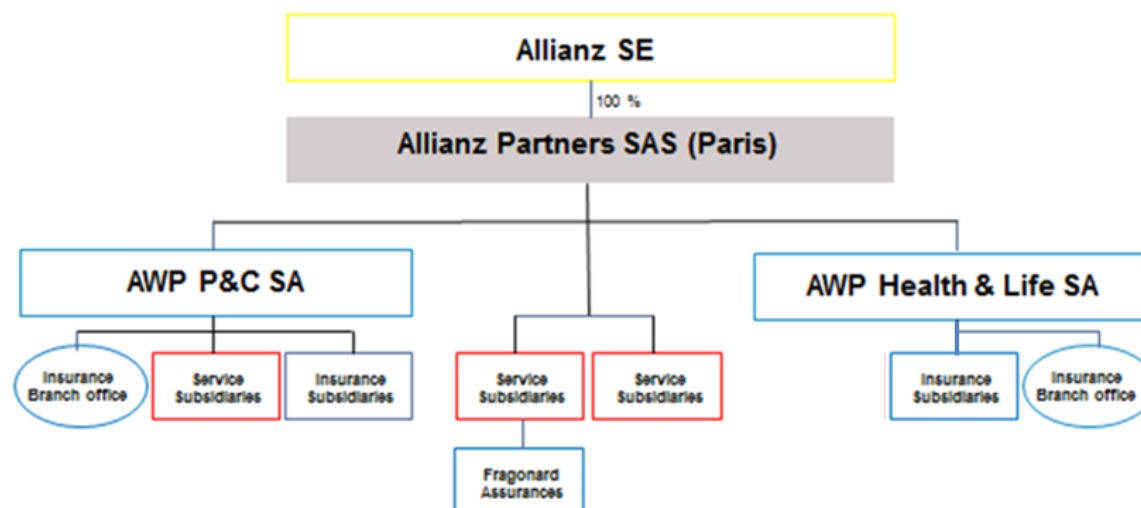 Allianz SE
100 %
Allianz Partners SAS (Paris)
AWP P&C SA
AWP Health & Life SA
Insurance
Branch office
Service
Subsidiaries
Insurance
Subsidiaries
Service
Subsidiaries
Service
Subsidiaries
Insurance
Subsidiaries
Insurance
Branch office
Fragonard
Assurances